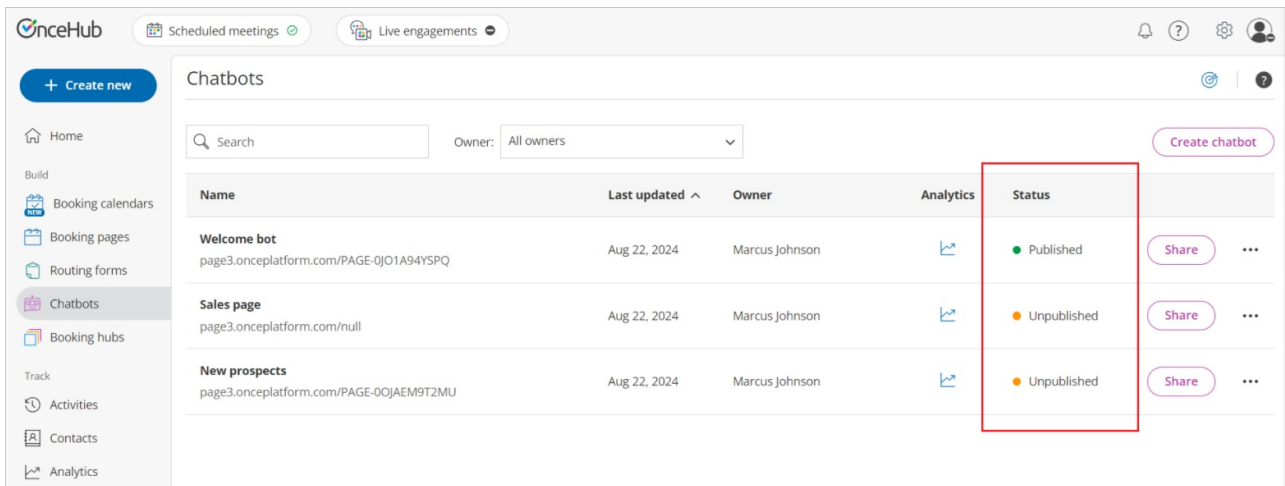 OnceHub
Scheduled meetings
Live engagements
?
+ Create new
Home
Build
Booking calendars
NEW
Booking pages
Routing forms
Chatbots
Booking hubs
Track
Activities
Contacts
Analytics
Chatbots
?
Search
Owner: All owners
Create chatbot
Name Last updated Owner Analytics Status
Welcome bot
page3.onceplatform.com/PAGE-0JO1A94YSPQ
Aug 22, 2024 Marcus Johnson Published Share
Sales page
page3.onceplatform.com/null
Aug 22, 2024 Marcus Johnson Unpublished Share
New prospects
page3.onceplatform.com/PAGE-0OJAEM9T2MU
Aug 22, 2024 Marcus Johnson Unpublished Share